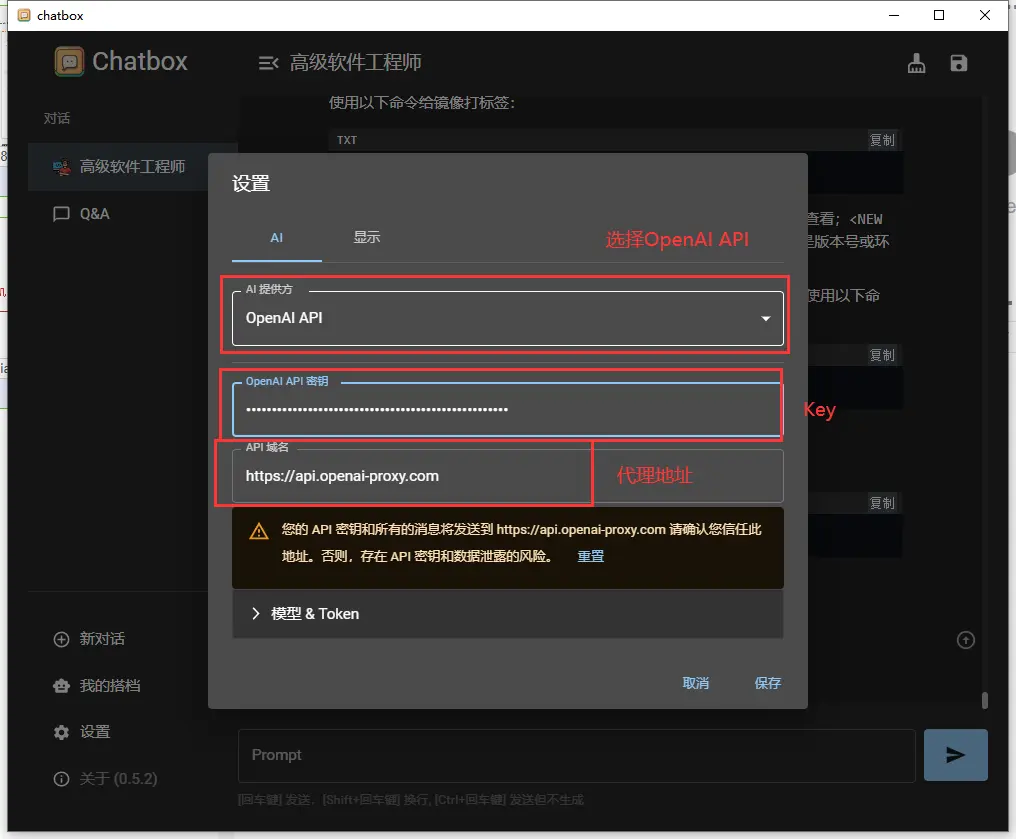 chatbox
Chatbox
高级软件工程师
对话
高级软件工程师
Q&A
使用以下命令给镜像打标签：
TXT
复制
查看；<NEW
是版本号或环
使用以下命
复制
复制
设置
AI
显示
选择OpenAI API
AI 提供方
OpenAI API
OpenAI API 密钥
••••••••••••••••••••••••••••••••••••••••••••••••••••
Key
API 域名
https://api.openai-proxy.com
代理地址
您的 API 密钥和所有的消息将发送到 https://api.openai-proxy.com 请确认您信任此
地址。否则，存在 API 密钥和数据泄露的风险。 重置
模型 & Token
取消
保存
新对话
我的搭档
设置
关于 (0.5.2)
Prompt
[回车键] 发送，[Shift+回车键] 换行, [Ctrl+回车键] 发送但不生成